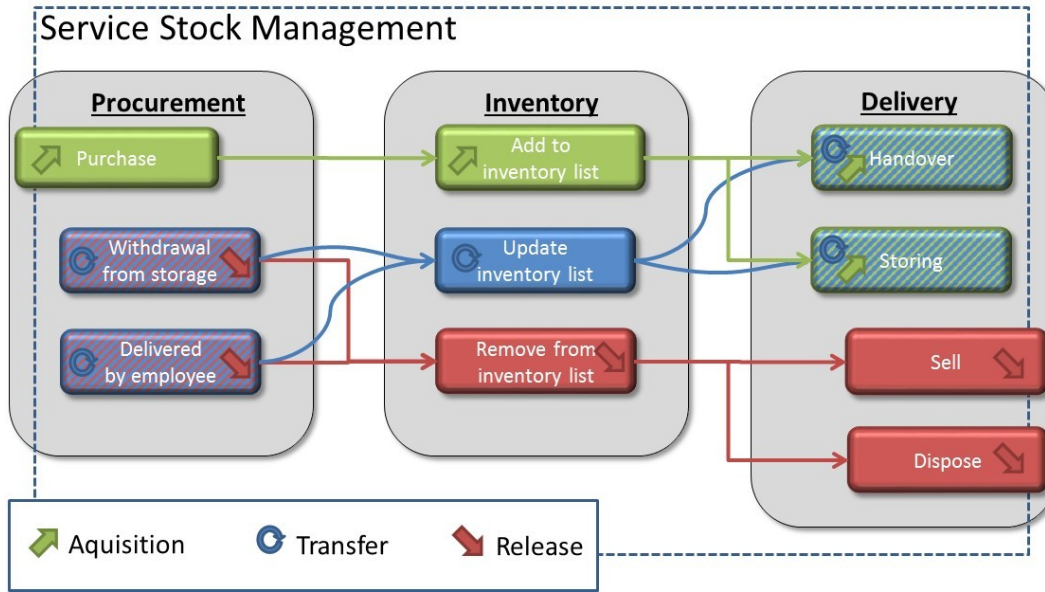 Service Stock Management
Procurement
Purchase
Withdrawal
from storage
Delivered
by employee
Inventory
Add to
inventory list
Update
inventory list
Remove from
inventory list
Delivery
Handover
Storing
Sell
Dispose
Aquisition
Transfer
Release